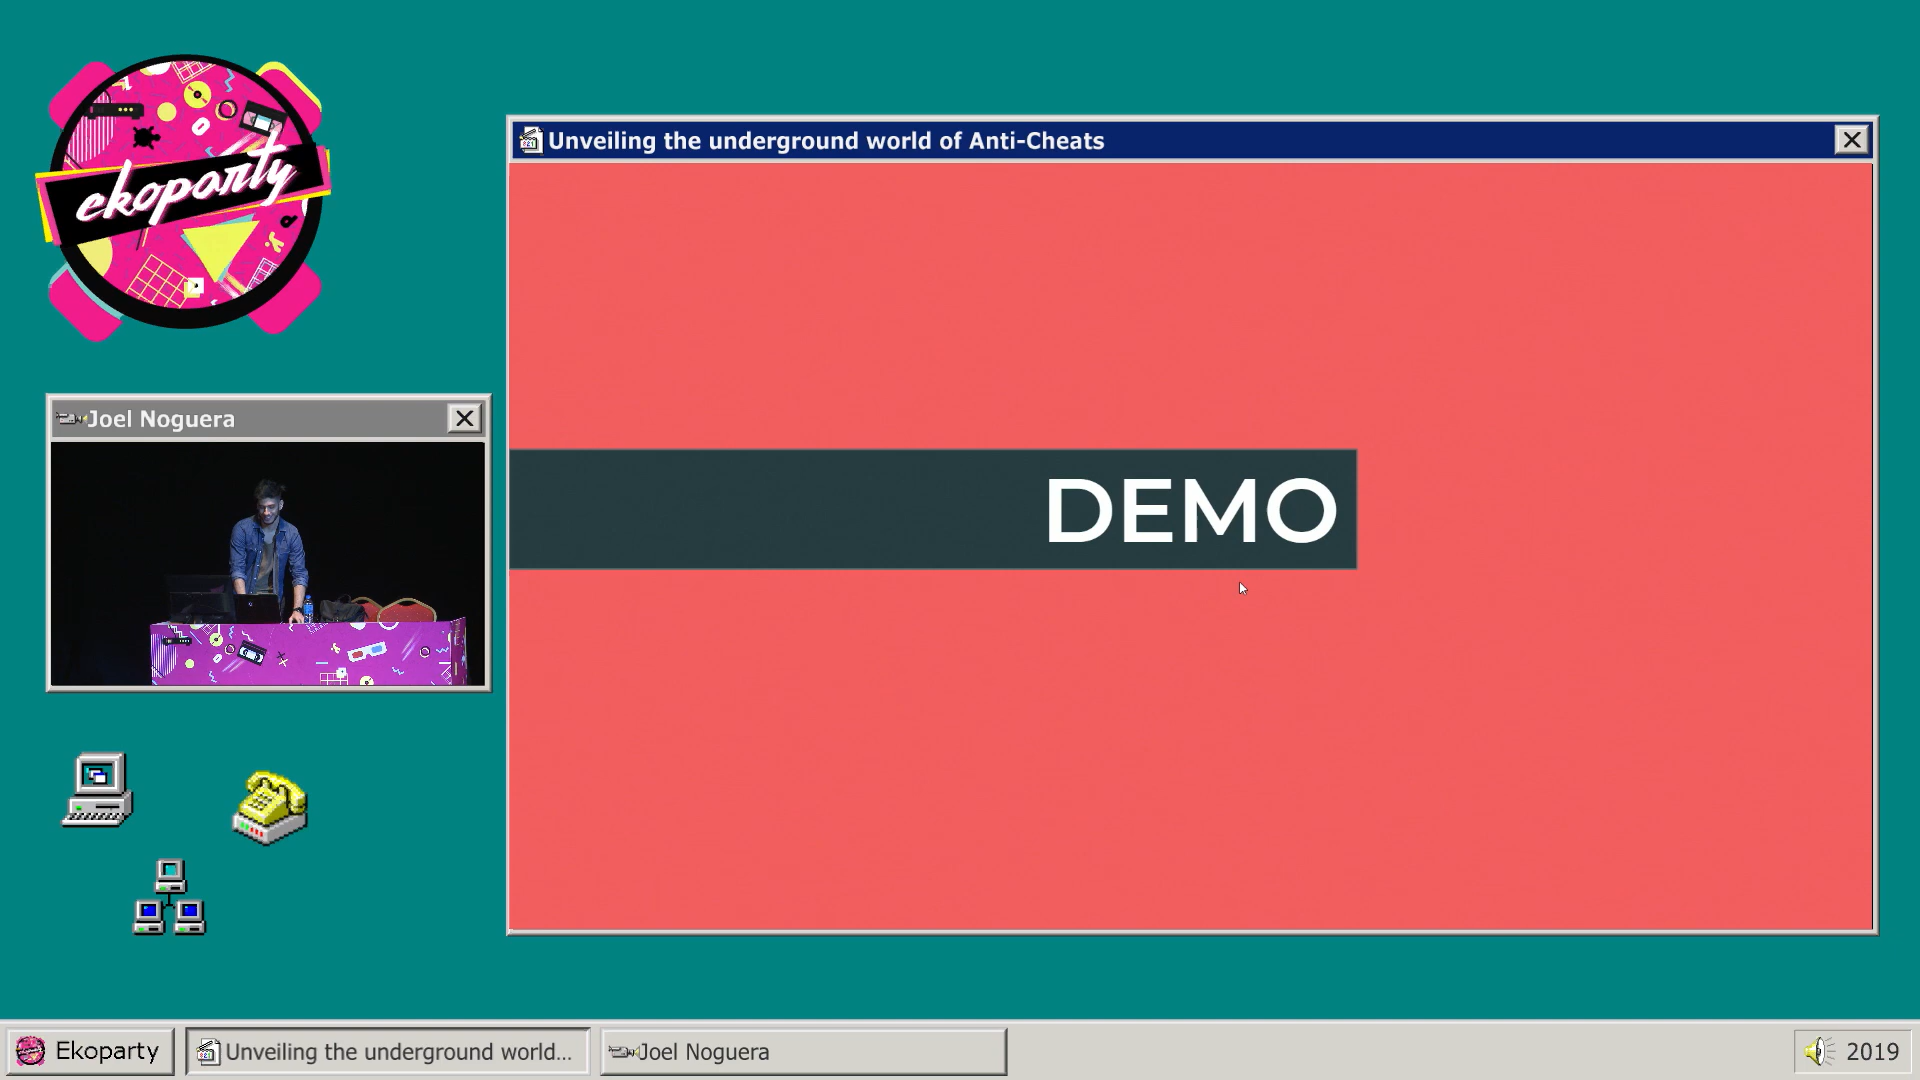 ekoparty
Unveiling the underground world of Anti-Cheats
Joel Noguera
DEMO
Ekoparty
Unveiling the underground world...
Joel Noguera
2019